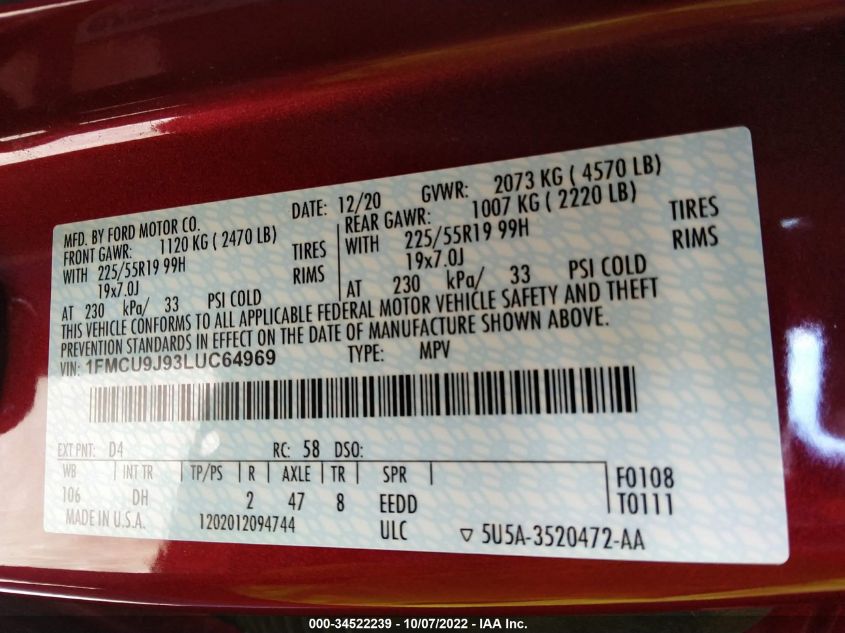 MFD. BY FORD MOTOR CO. DATE: 12/20 GVWR: 2073 KG ( 4570 LB)
FRONT GAWR: 1120 KG ( 2470 LB) REAR GAWR: 1007 KG ( 2220 LB)
WITH 225/55R19 99H TIRES WITH 225/55R19 99H TIRES
19x7.0J RIMS 19x7.0J RIMS
AT 230 kPa/ 33 PSI COLD AT 230 kPa/ 33 PSI COLD
THIS VEHICLE CONFORMS TO ALL APPLICABLE FEDERAL MOTOR VEHICLE SAFETY AND THEFT
PREVENTION STANDARDS IN EFFECT ON THE DATE OF MANUFACTURE SHOWN ABOVE.
VIN: 1FMCU9J93LUC64969 TYPE: MPV
EXT PNT: D4 RC: 58 DSO:
WB INT TR TP/PS R AXLE TR SPR F0108
106 DH 2 47 8 EEDD T0111
MADE IN U.S.A. 1202012094744 ULC ▽ 5U5A-3520472-AA
000-34522239 - 10/07/2022 - IAA Inc.